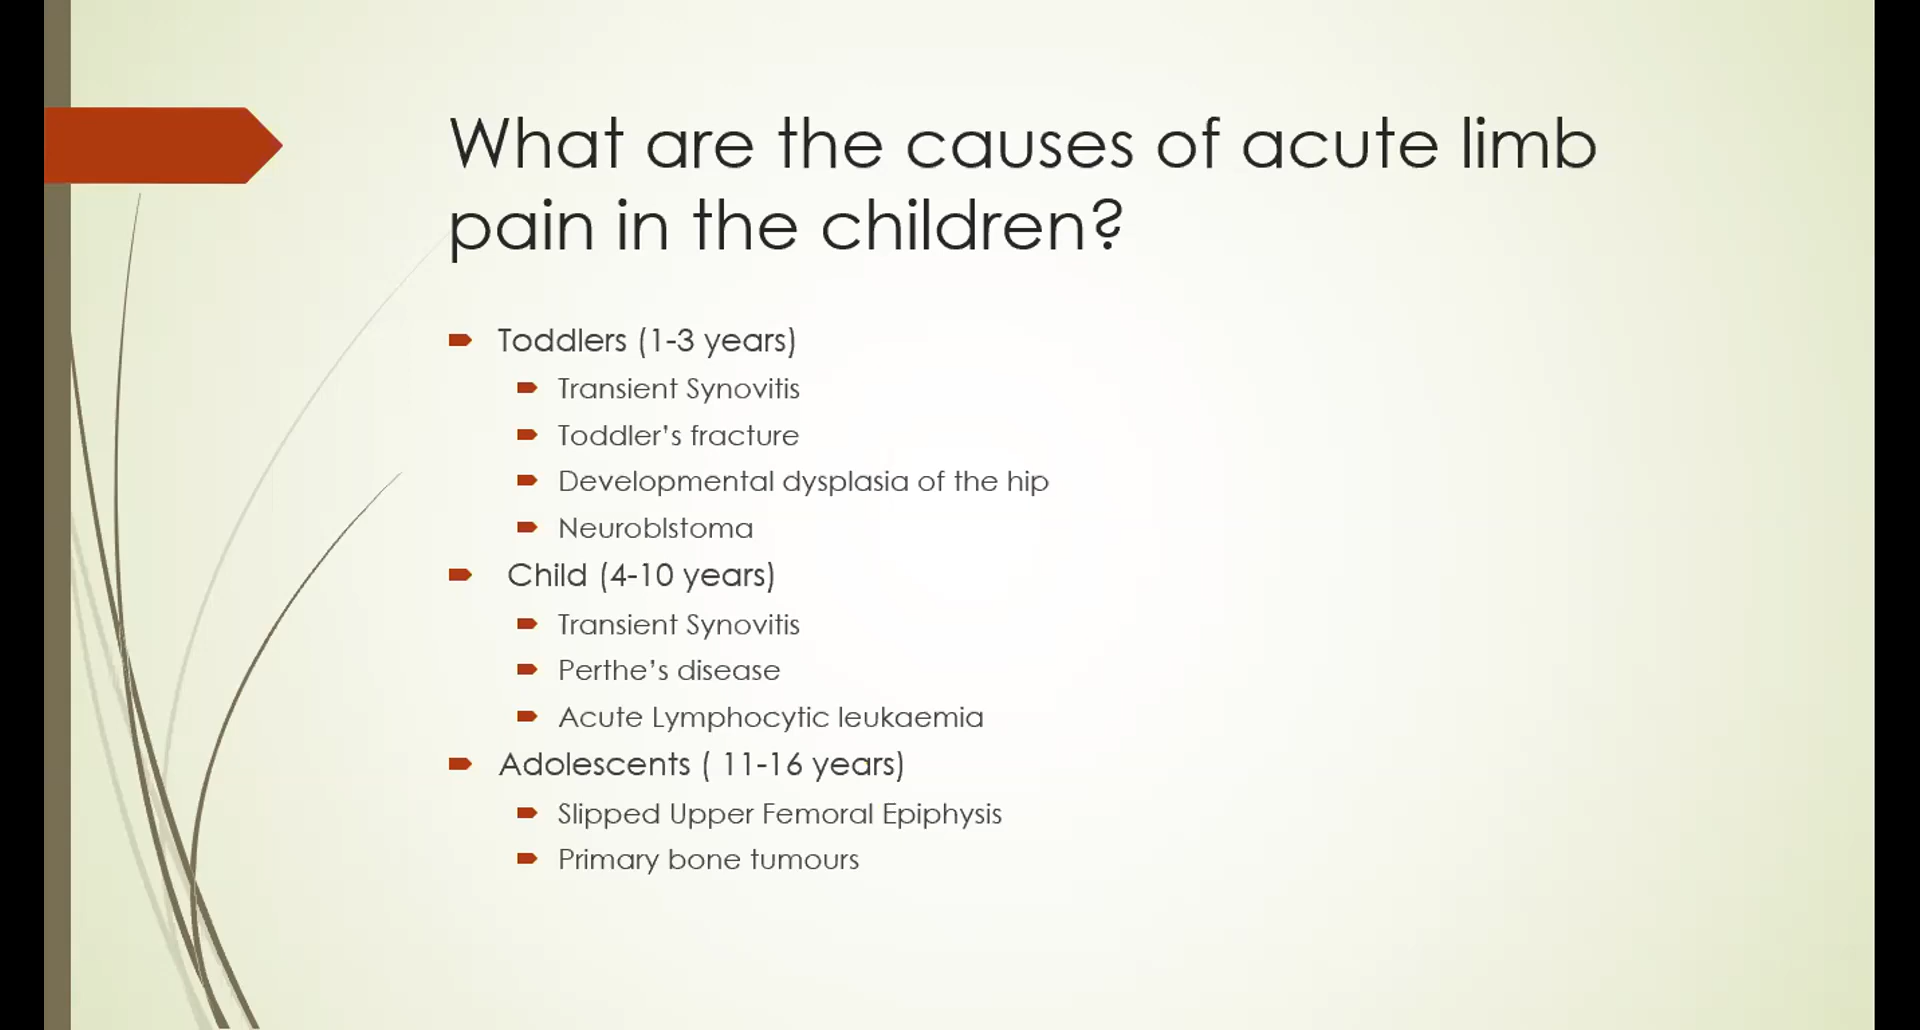 What are the causes of acute limb
pain in the children?
Toddlers (1-3 years)
Transient Synovitis
Toddler’s fracture
Developmental dysplasia of the hip
Neuroblstoma
Child (4-10 years)
Transient Synovitis
Perthe’s disease
Acute Lymphocytic leukaemia
Adolescents ( 11-16 years)
Slipped Upper Femoral Epiphysis
Primary bone tumours